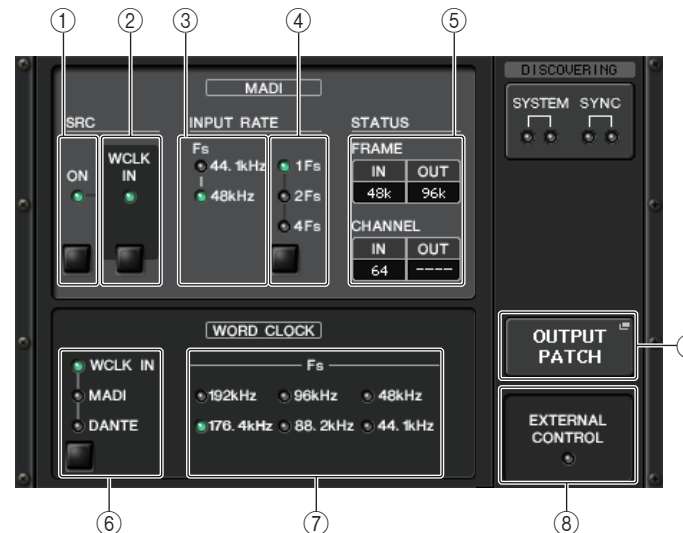 ① ② ③ ④ ⑤
DISCOVERING
SYSTEM SYNC
MADI
SRC
ON
WCLK IN
INPUT RATE
Fs
44.1kHz
48kHz
1Fs
2Fs
4Fs
STATUS
FRAME
IN OUT
48k 96k
CHANNEL
IN OUT
64 ----
WORD CLOCK
WCLK IN
MADI
DANTE
Fs
192kHz 96kHz 48kHz
176.4kHz 88.2kHz 44.1kHz
OUTPUT
PATCH
EXTERNAL
CONTROL
⑥ ⑦ ⑧